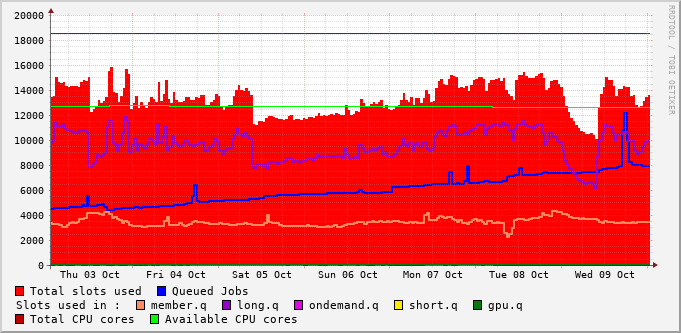 RRDTOOL / TOBI OETIKER
20000
18000
16000
14000
12000
10000
8000
6000
4000
2000
0
Thu 03 Oct Fri 04 Oct Sat 05 Oct Sun 06 Oct Mon 07 Oct Tue 08 Oct Wed 09 Oct
Total slots used Queued Jobs
Slots used in : member.q long.q ondemand.q short.q gpu.q
Total CPU cores Available CPU cores